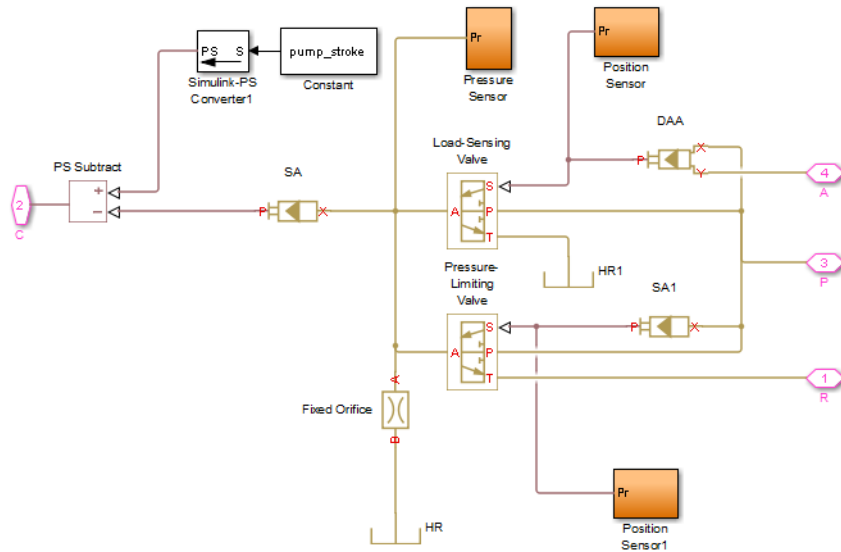 PS S
Simulink-PS
Converter1
pump_stroke
Constant
Pr
Pressure
Sensor
Pr
Position
Sensor
DAA
P X
Y
4
A
PS Subtract
+
−
2
C
SA
P X
Load-Sensing
Valve
S
A P
T
HR1
3
P
Pressure-
Limiting
Valve
S
A P
T
SA1
P X
1
R
A
Fixed Orifice
B
HR
Pr
Position
Sensor1